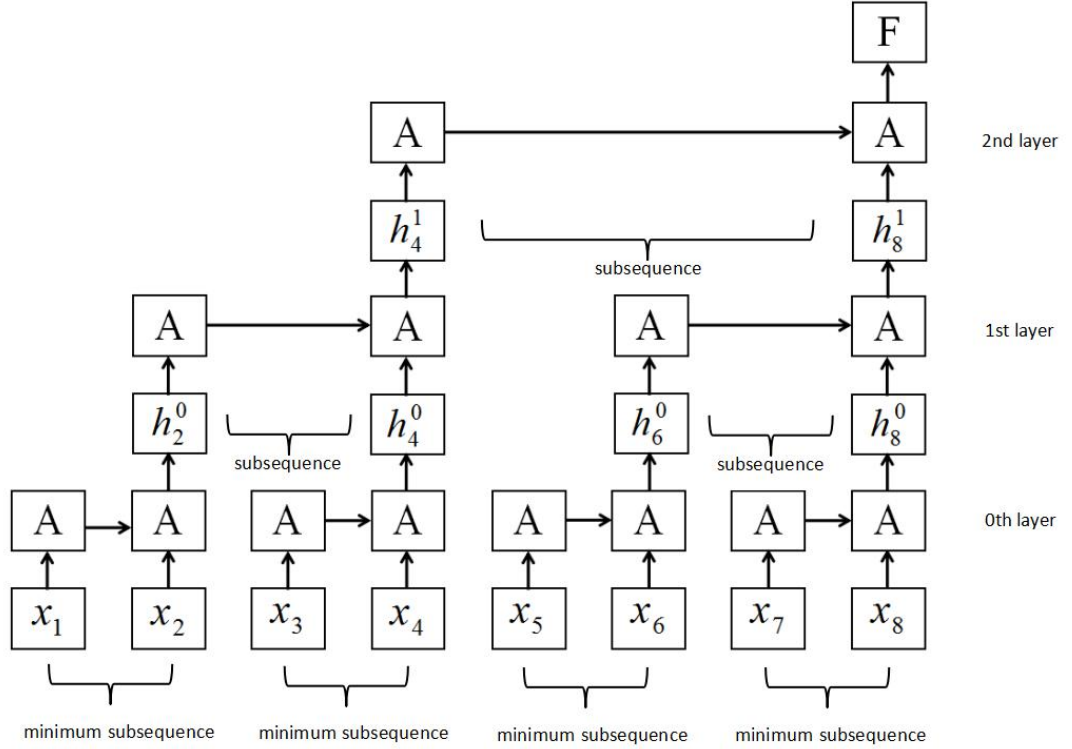 F
A A 2nd layer
h_4^1 h_8^1
subsequence
A A A A 1st layer
h_2^0 h_4^0 h_6^0 h_8^0
subsequence subsequence
A A A A A A A A 0th layer
x_1 x_2 x_3 x_4 x_5 x_6 x_7 x_8
minimum subsequence minimum subsequence minimum subsequence minimum subsequence